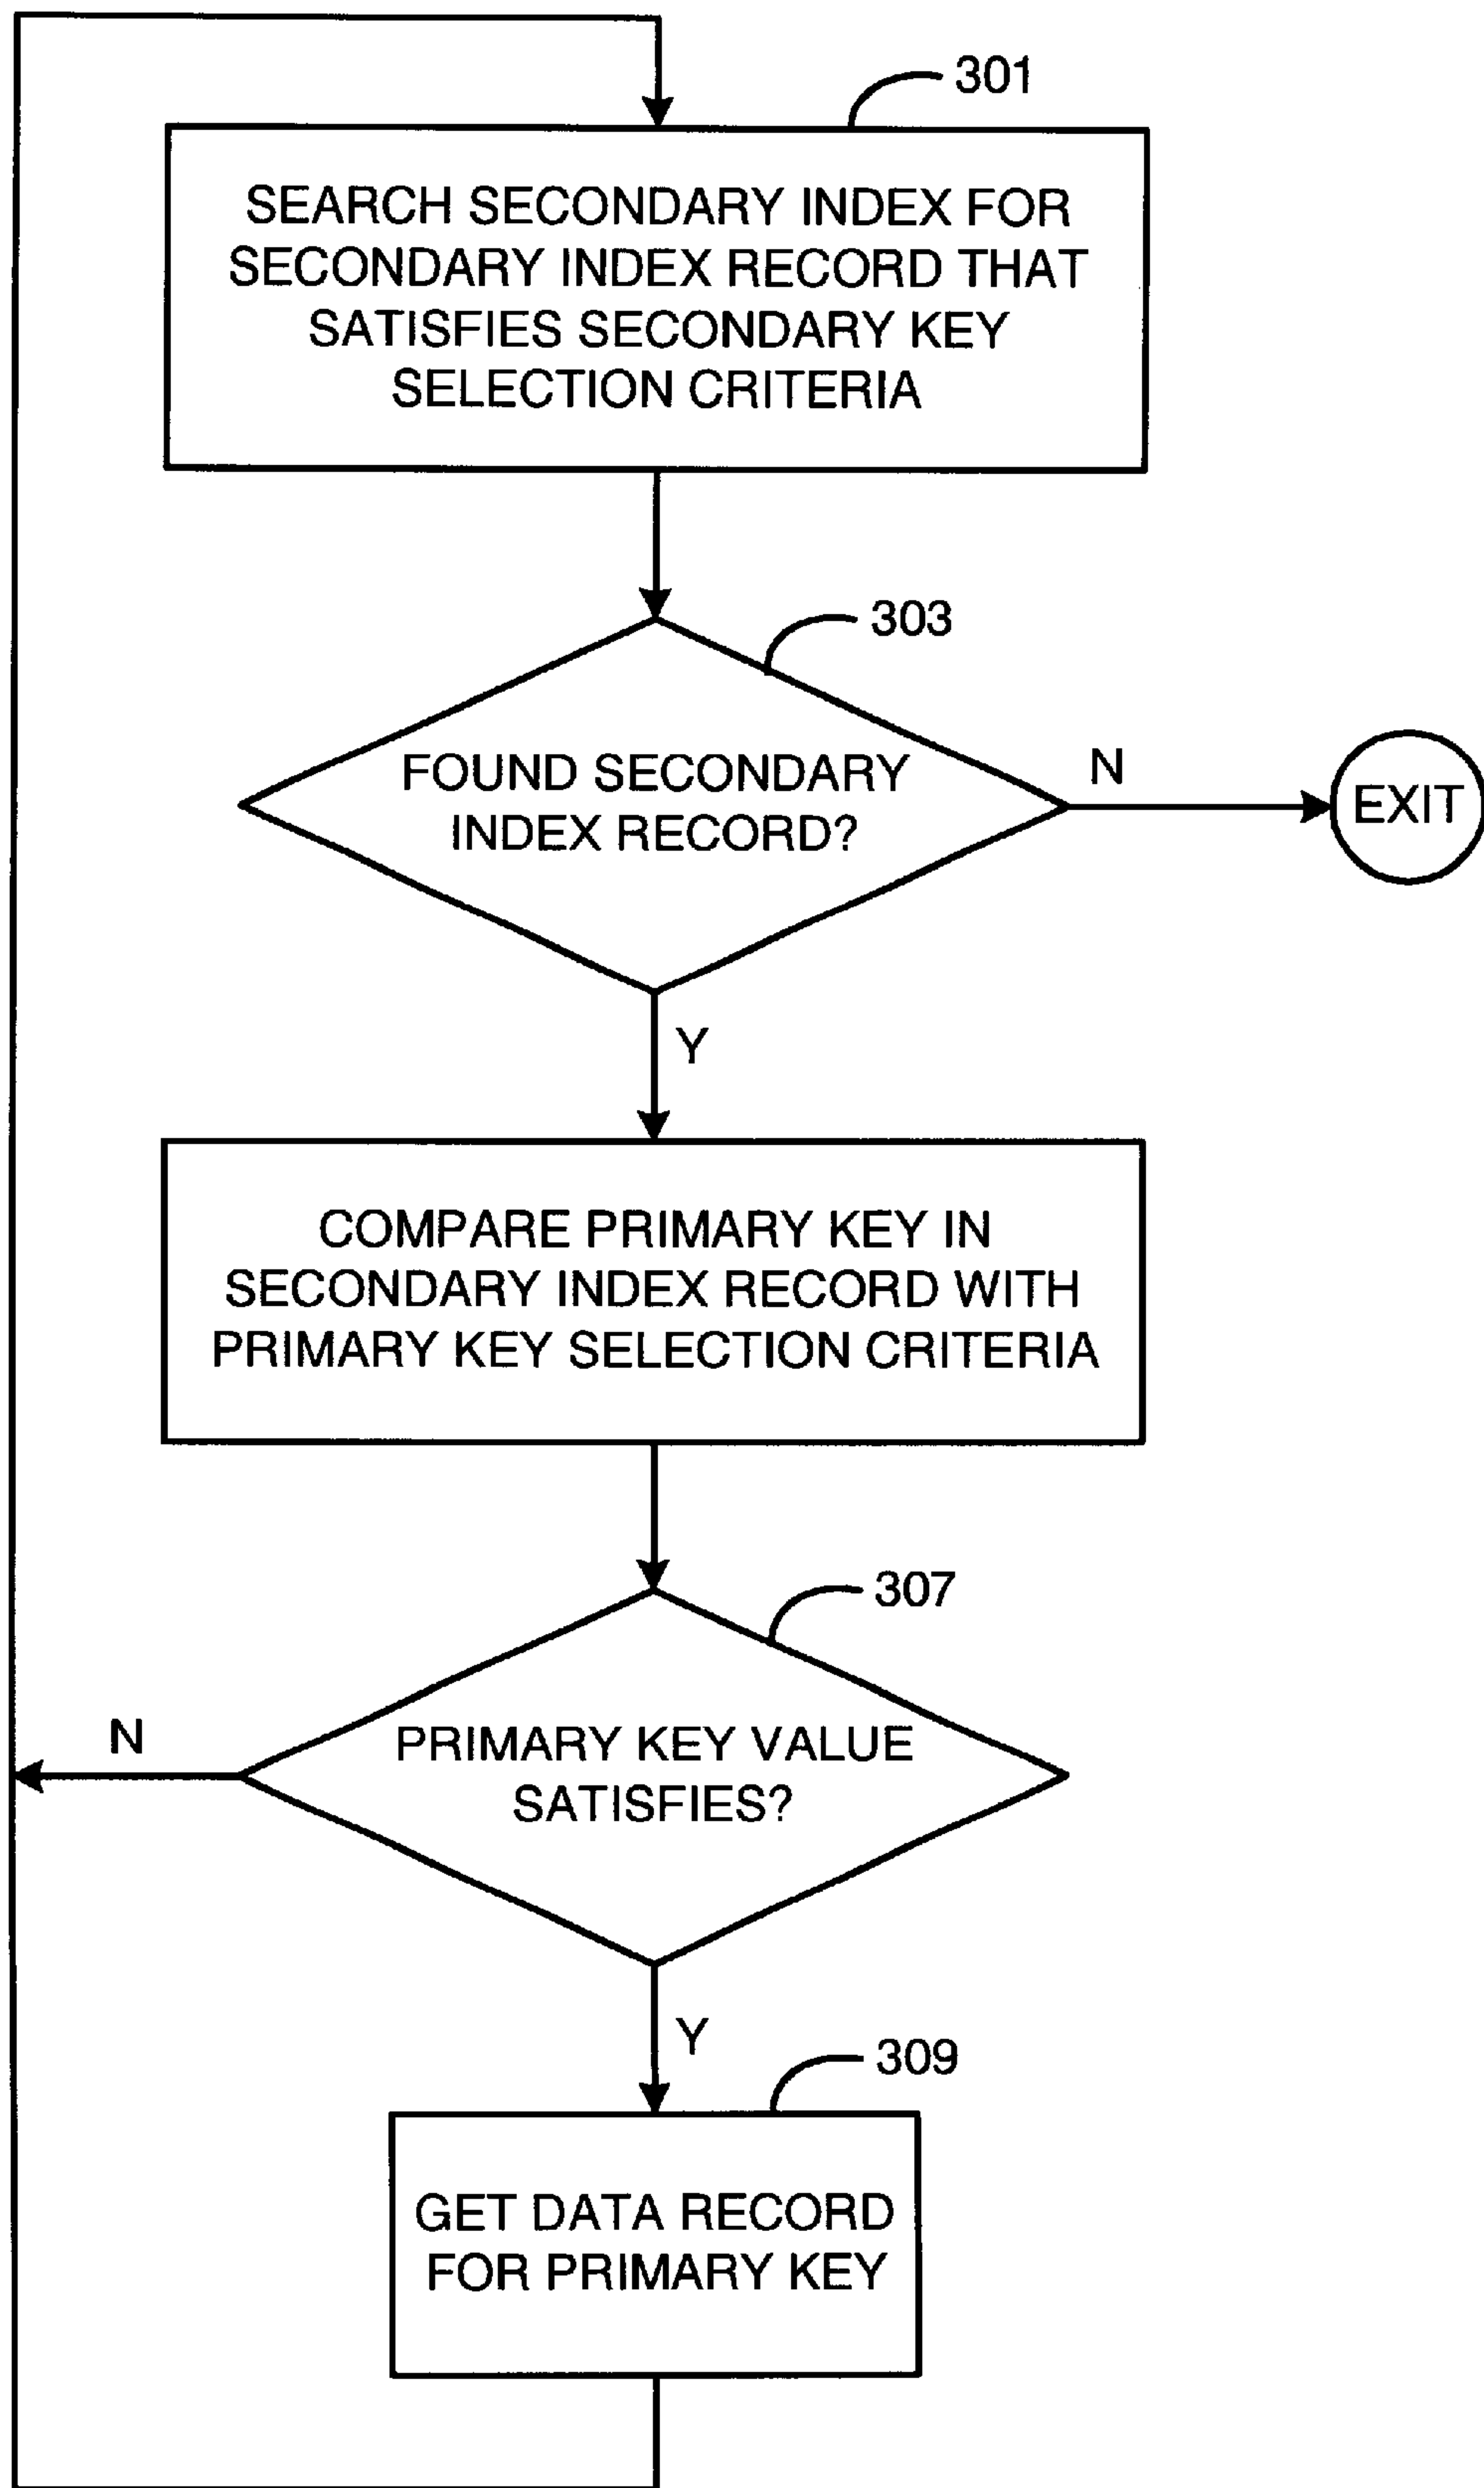 301
SEARCH SECONDARY INDEX FOR
SECONDARY INDEX RECORD THAT
SATISFIES SECONDARY KEY
SELECTION CRITERIA
303
FOUND SECONDARY
INDEX RECORD?
N
EXIT
Y
COMPARE PRIMARY KEY IN
SECONDARY INDEX RECORD WITH
PRIMARY KEY SELECTION CRITERIA
307
N
PRIMARY KEY VALUE
SATISFIES?
Y
309
GET DATA RECORD
FOR PRIMARY KEY